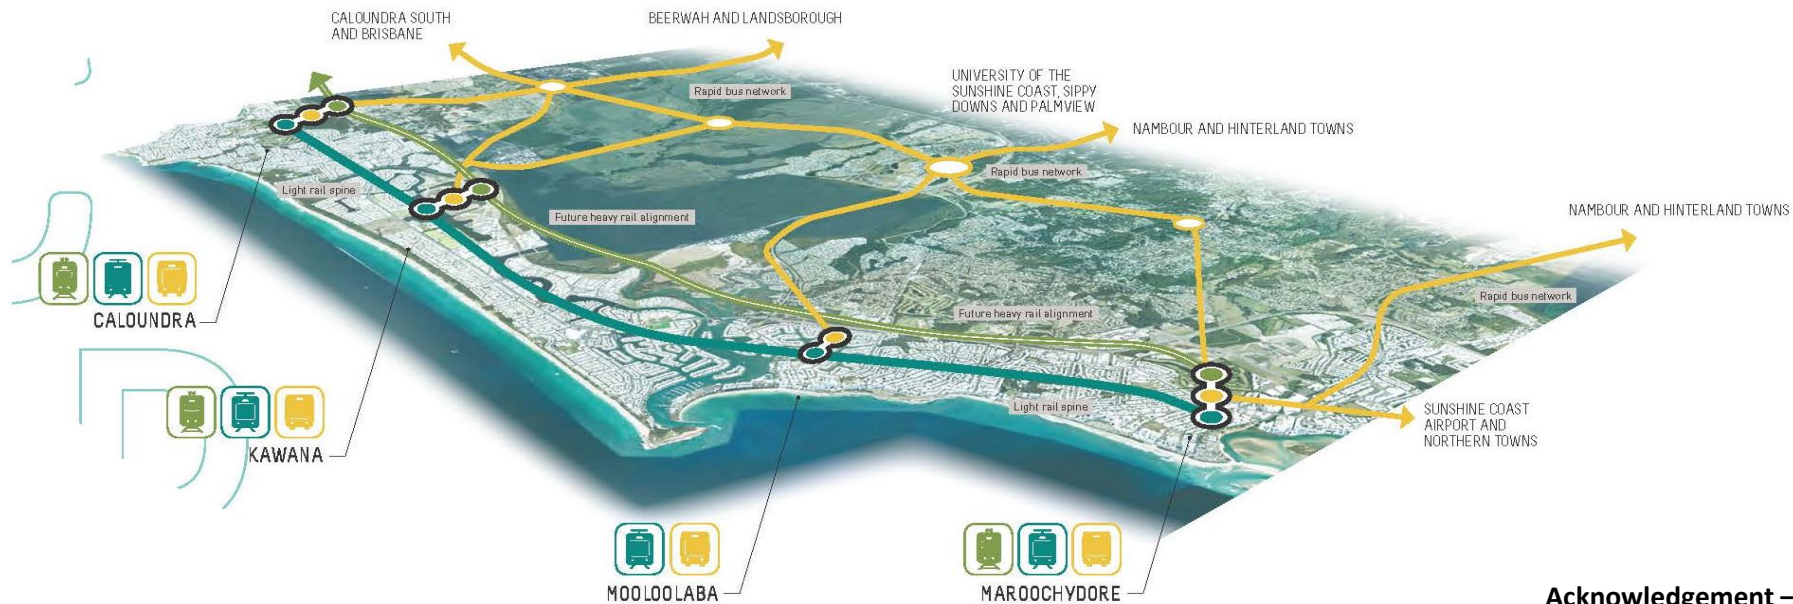 CALOUNDRA SOUTH
AND BRISBANE
BEERWAH AND LANDSBOROUGH
Rapid bus network
UNIVERSITY OF THE
SUNSHINE COAST, SIPPY
DOWNS AND PALMVIEW
NAMBOUR AND HINTERLAND TOWNS
Rapid bus network
Light rail spine
Future heavy rail alignment
NAMBOUR AND HINTERLAND TOWNS
Rapid bus network
CALOUNDRA
Future heavy rail alignment
Light rail spine
SUNSHINE COAST
AIRPORT AND
NORTHERN TOWNS
KAWANA
MOOLOOLABA
MAROOCHYDORE
Acknowledgement –